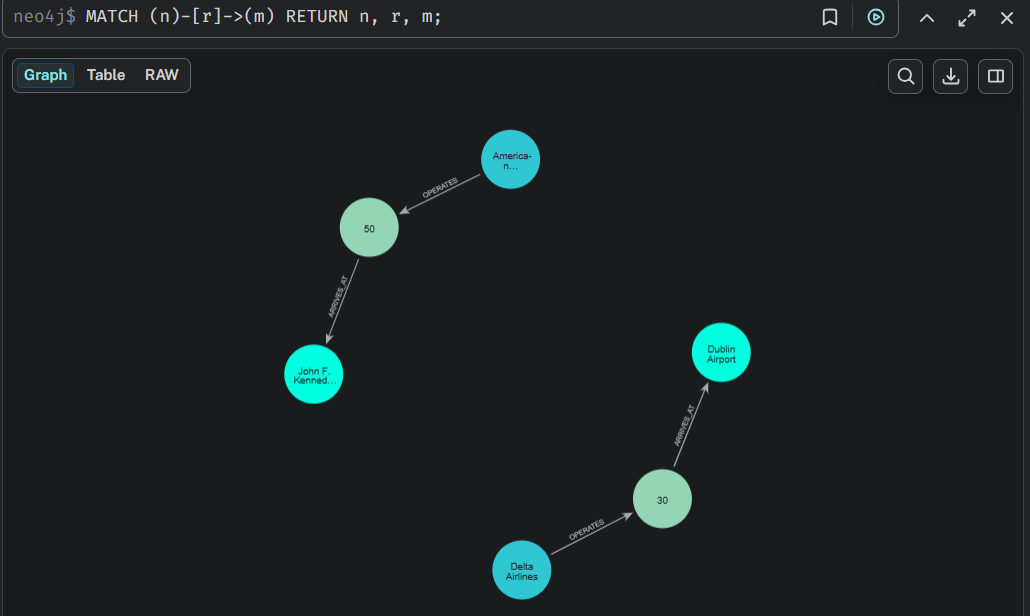 neo4j$ MATCH (n)-[r]->(m) RETURN n, r, m;
Graph Table RAW
America-
n...
OPERATES
50
ARRIVES_AT
John F.
Kenned...
Dublin
Airport
ARRIVES_AT
30
OPERATES
Delta
Airlines